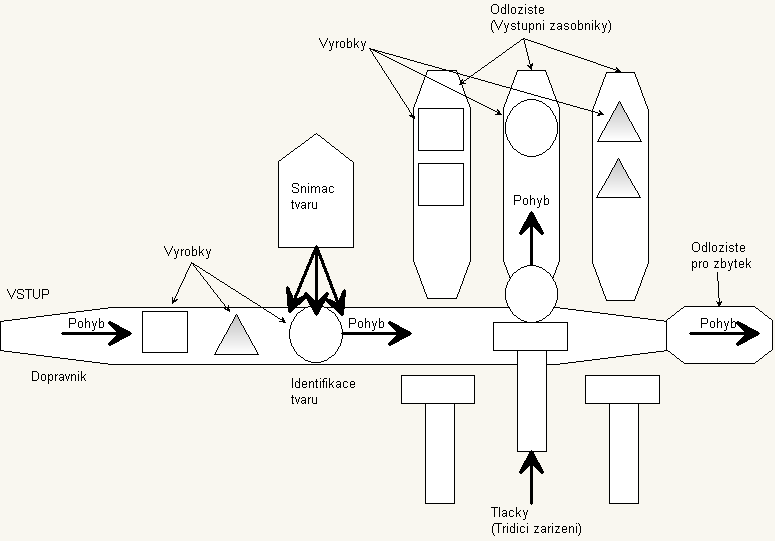 Odloziste
(Vystupni zasobniky)
Vyrobky
Snimac
tvaru
Pohyb
Vyrobky
Odloziste
pro zbytek
VSTUP
Pohyb
Pohyb
Pohyb
Dopravnik
Identifikace
tvaru
Tlacky
(Tridici zarizeni)